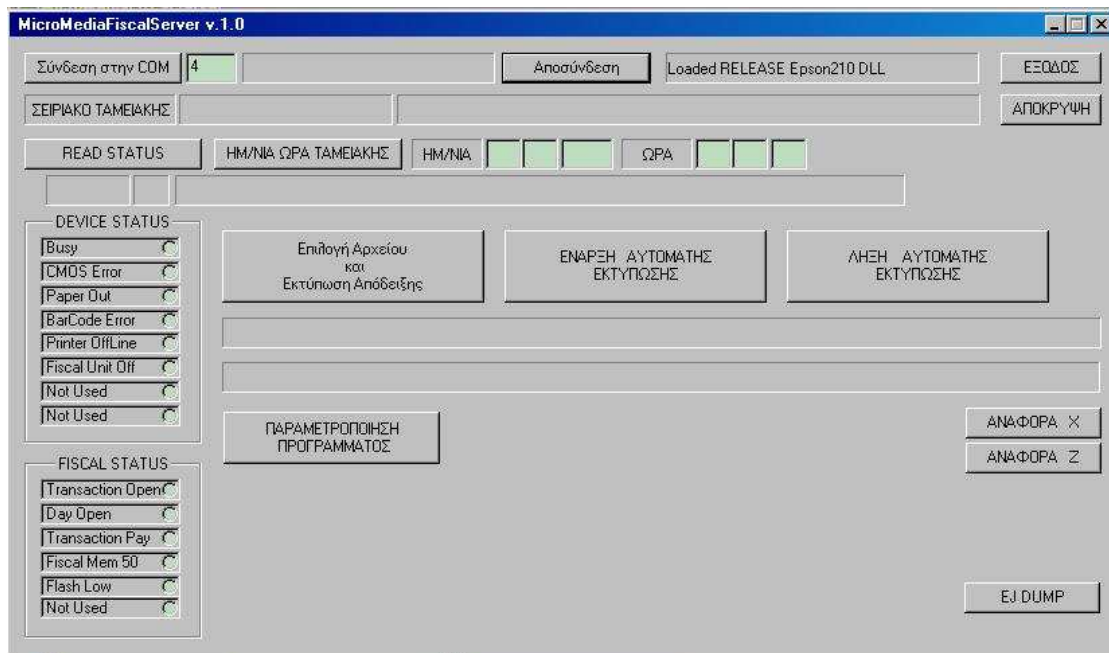 MicroMediaFiscalServer v.1.0
Σύνδεση στην COM 4 Αποσύνδεση Loaded RELEASE Epson210 DLL ΕΞΟΔΟΣ
ΣΕΙΡΙΑΚΟ ΤΑΜΕΙΑΚΗΣ ΑΠΟΚΡΥΨΗ
READ STATUS ΗΜ/ΝΙΑ ΩΡΑ ΤΑΜΕΙΑΚΗΣ ΗΜ/ΝΙΑ ΩΡΑ
DEVICE STATUS
Busy
CMOS Error
Paper Out
BarCode Error
Printer OffLine
Fiscal Unit Off
Not Used
Not Used
Επιλογή Αρχείου
και
Εκτύπωση Απόδειξης
ΕΝΑΡΞΗ ΑΥΤΟΜΑΤΗΣ
ΕΚΤΥΠΩΣΗΣ
ΛΗΞΗ ΑΥΤΟΜΑΤΗΣ
ΕΚΤΥΠΩΣΗΣ
ΠΑΡΑΜΕΤΡΟΠΟΙΗΣΗ
ΠΡΟΓΡΑΜΜΑΤΟΣ
ΑΝΑΦΟΡΑ X
ΑΝΑΦΟΡΑ Z
FISCAL STATUS
Transaction Open
Day Open
Transaction Pay
Fiscal Mem 50
Flash Low
Not Used
EJ DUMP